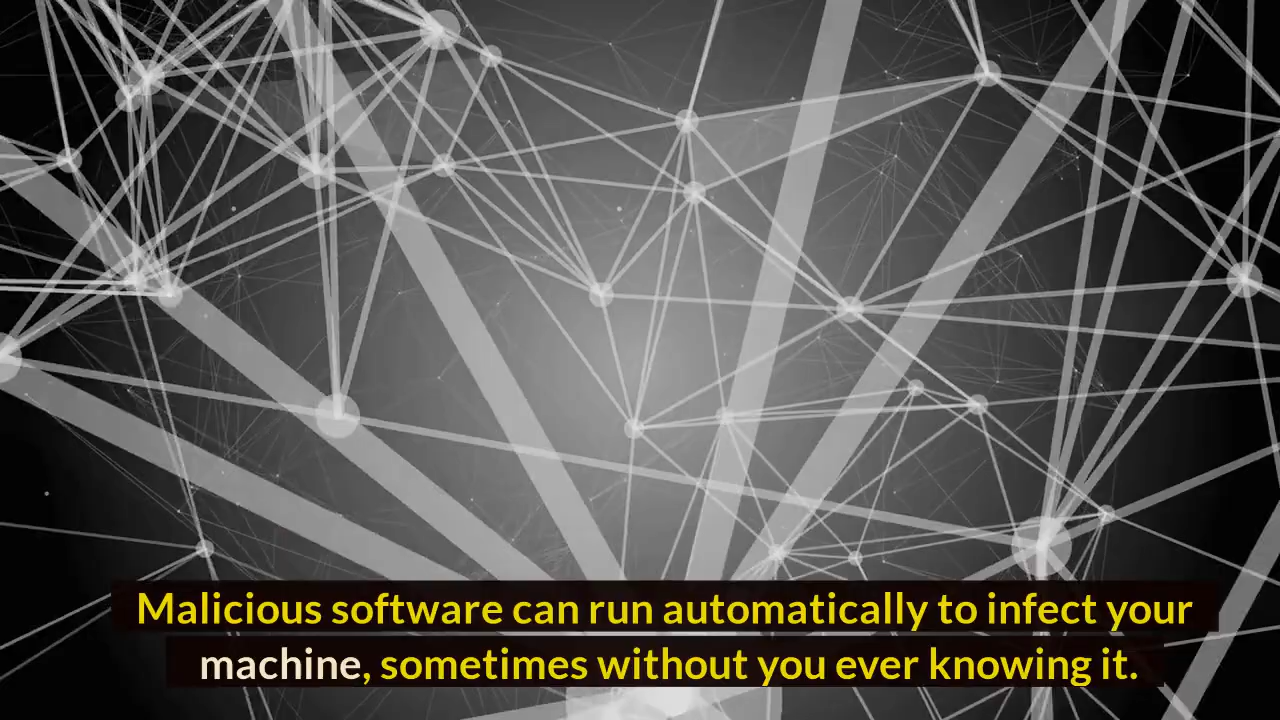 Malicious software can run automatically to infect your
machine, sometimes without you ever knowing it.